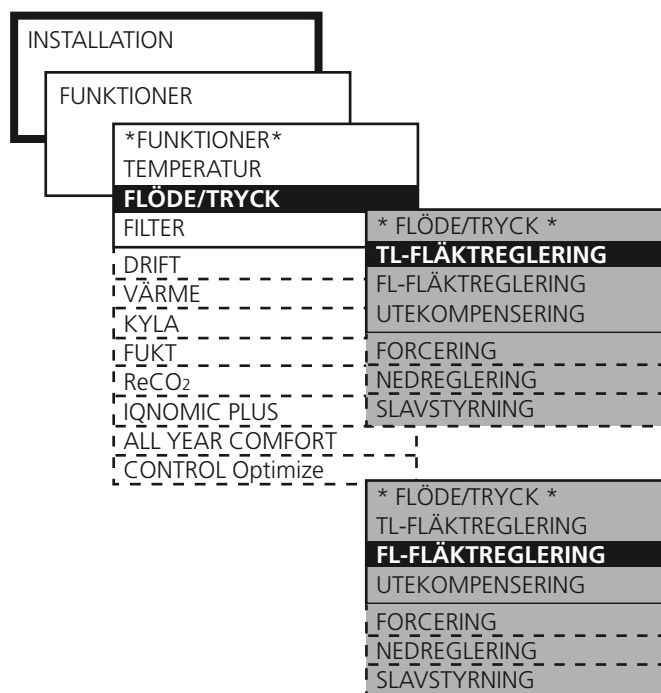 INSTALLATION
FUNKTIONER
*FUNKTIONER*
TEMPERATUR
FLÖDE/TRYCK
FILTER
DRIFT
VÄRME
KYLA
FUKT
ReCO2
IQNOMIC PLUS
ALL YEAR COMFORT
CONTROL Optimize
* FLÖDE/TRYCK *
TL-FLÄKTREGLERING
FL-FLÄKTREGLERING
UTEKOMPENSERING
FORCERING
NEDREGLERING
SLAVSTYRNING
* FLÖDE/TRYCK *
TL-FLÄKTREGLERING
FL-FLÄKTREGLERING
UTEKOMPENSERING
FORCERING
NEDREGLERING
SLAVSTYRNING